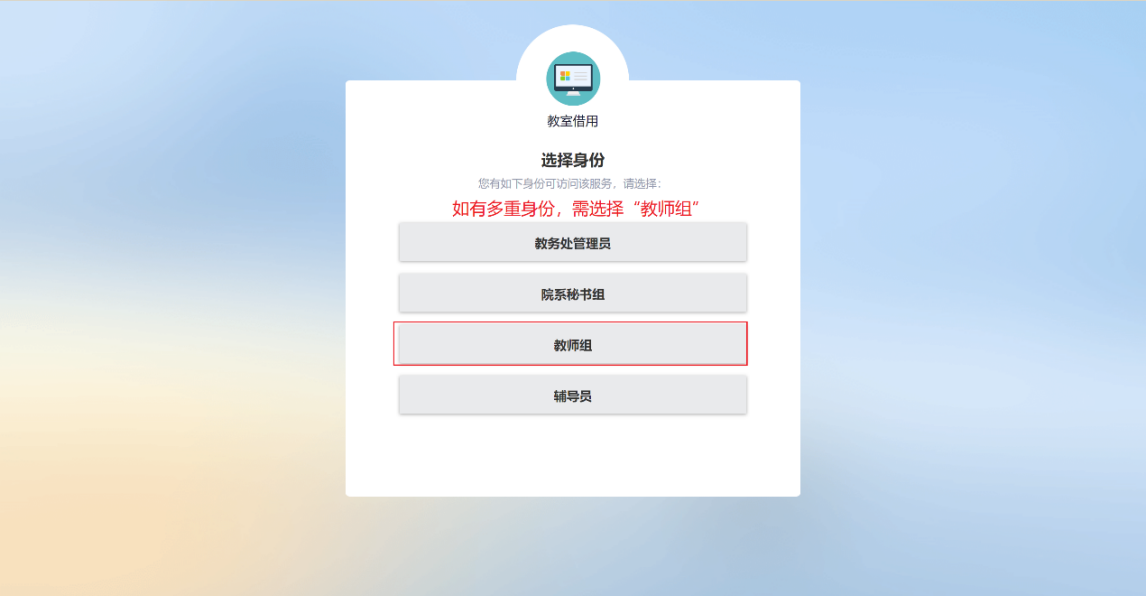 教室借用
选择身份
您有如下身份可访问该服务，请选择：
如有多重身份，需选择“教师组”
教务处管理员
院系秘书组
教师组
辅导员